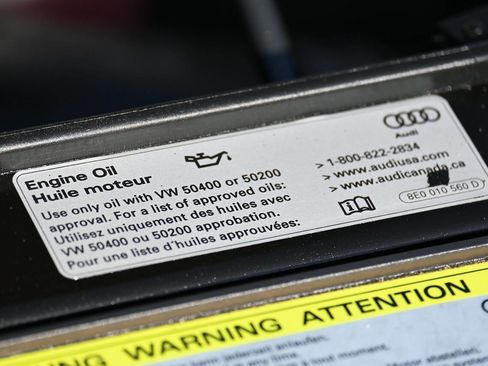 Engine Oil
Huile moteur
Use only oil with VW 50400 or 50200
approval. For a list of approved oils:
Utilisez uniquement des huiles avec
VW 50400 ou 50200 approbation.
Pour une liste d'huiles approuvées:
Audi
> 1-800-822-2834
> www.audiusa.com
> www.audicanada.ca
8E0 010 560 D
WARNING ATTENTION